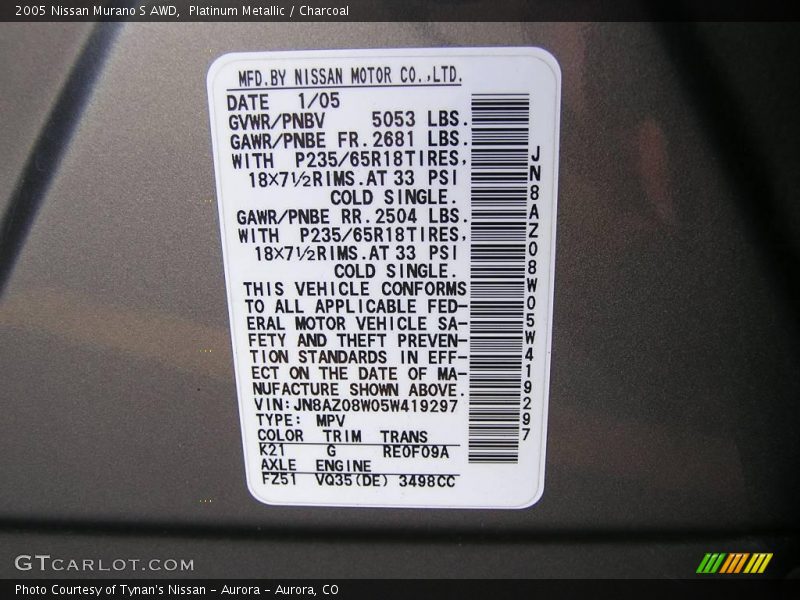 2005 Nissan Murano S AWD,  Platinum Metallic / Charcoal
MFD.BY NISSAN MOTOR CO.,LTD.
DATE 1/05
GVWR/PNBV 5053 LBS.
GAWR/PNBE FR.2681 LBS.
WITH P235/65R18TIRES,
18×7½RIMS.AT 33 PSI
COLD SINGLE.
GAWR/PNBE RR.2504 LBS.
WITH P235/65R18TIRES,
18×7½RIMS.AT 33 PSI
COLD SINGLE.
THIS VEHICLE CONFORMS
TO ALL APPLICABLE FED-
ERAL MOTOR VEHICLE SA-
FETY AND THEFT PREVEN-
TION STANDARDS IN EFF-
ECT ON THE DATE OF MA-
NUFACTURE SHOWN ABOVE.
VIN:JN8AZ08W05W419297
TYPE: MPV
COLOR TRIM TRANS
K21 G RE0F09A
AXLE ENGINE
FZ51 VQ35(DE) 3498CC
JN8AZ08W05W419297
GTCARLOT.COM
Photo Courtesy of Tynan's Nissan – Aurora – Aurora, CO